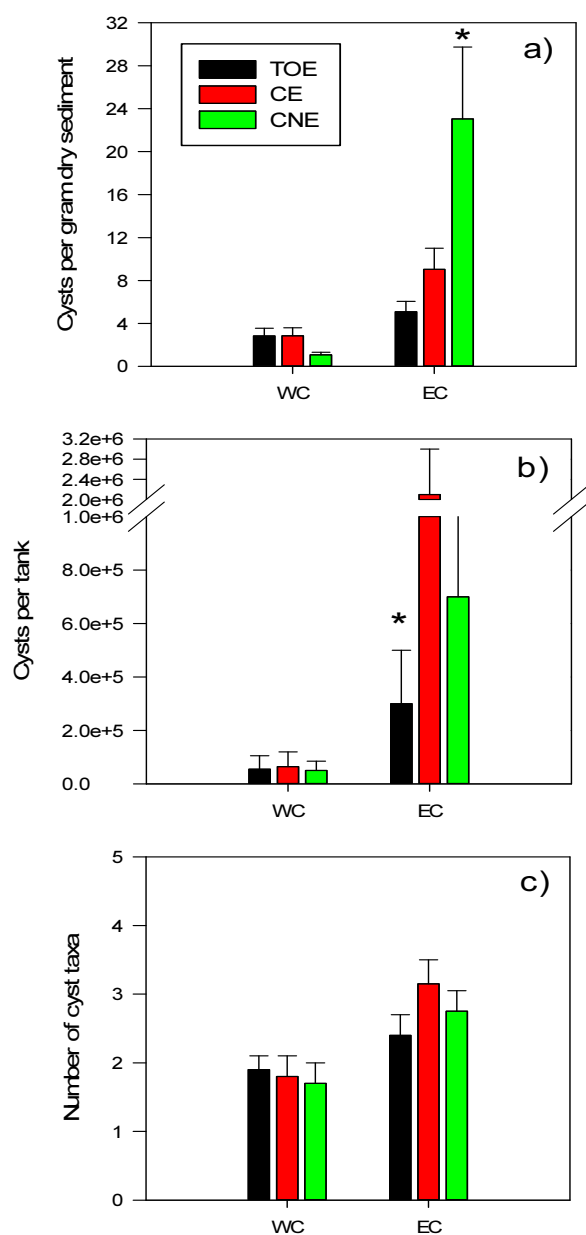 a)
*
TOE
CE
CNE
32
28
24
20
16
12
8
4
0
Cysts per gram dry sediment
WC EC
b)
3.2e+6
2.8e+6
2.4e+6
2.0e+6
1.0e+6
8.0e+5
6.0e+5
4.0e+5
2.0e+5
0.0
*
Cysts per tank
WC EC
c)
5
4
3
2
1
0
Number of cyst taxa
WC EC